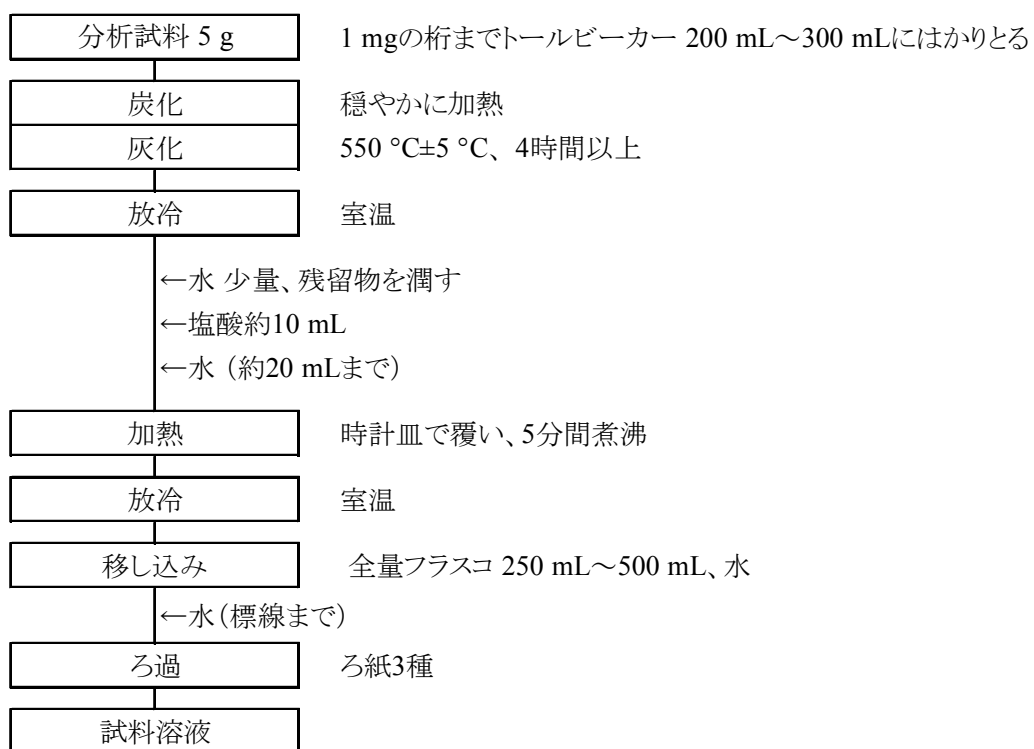 分析試料 5 g 1 mgの桁までトールビーカー 200 mL～300 mLにはかりとる
炭化 穏やかに加熱
灰化 550 °C±5 °C、4時間以上
放冷 室温
←水 少量、残留物を潤す
←塩酸約10 mL
←水（約20 mLまで）
加熱 時計皿で覆い、5分間煮沸
放冷 室温
移し込み 全量フラスコ 250 mL～500 mL、水
←水（標線まで）
ろ過 ろ紙3種
試料溶液